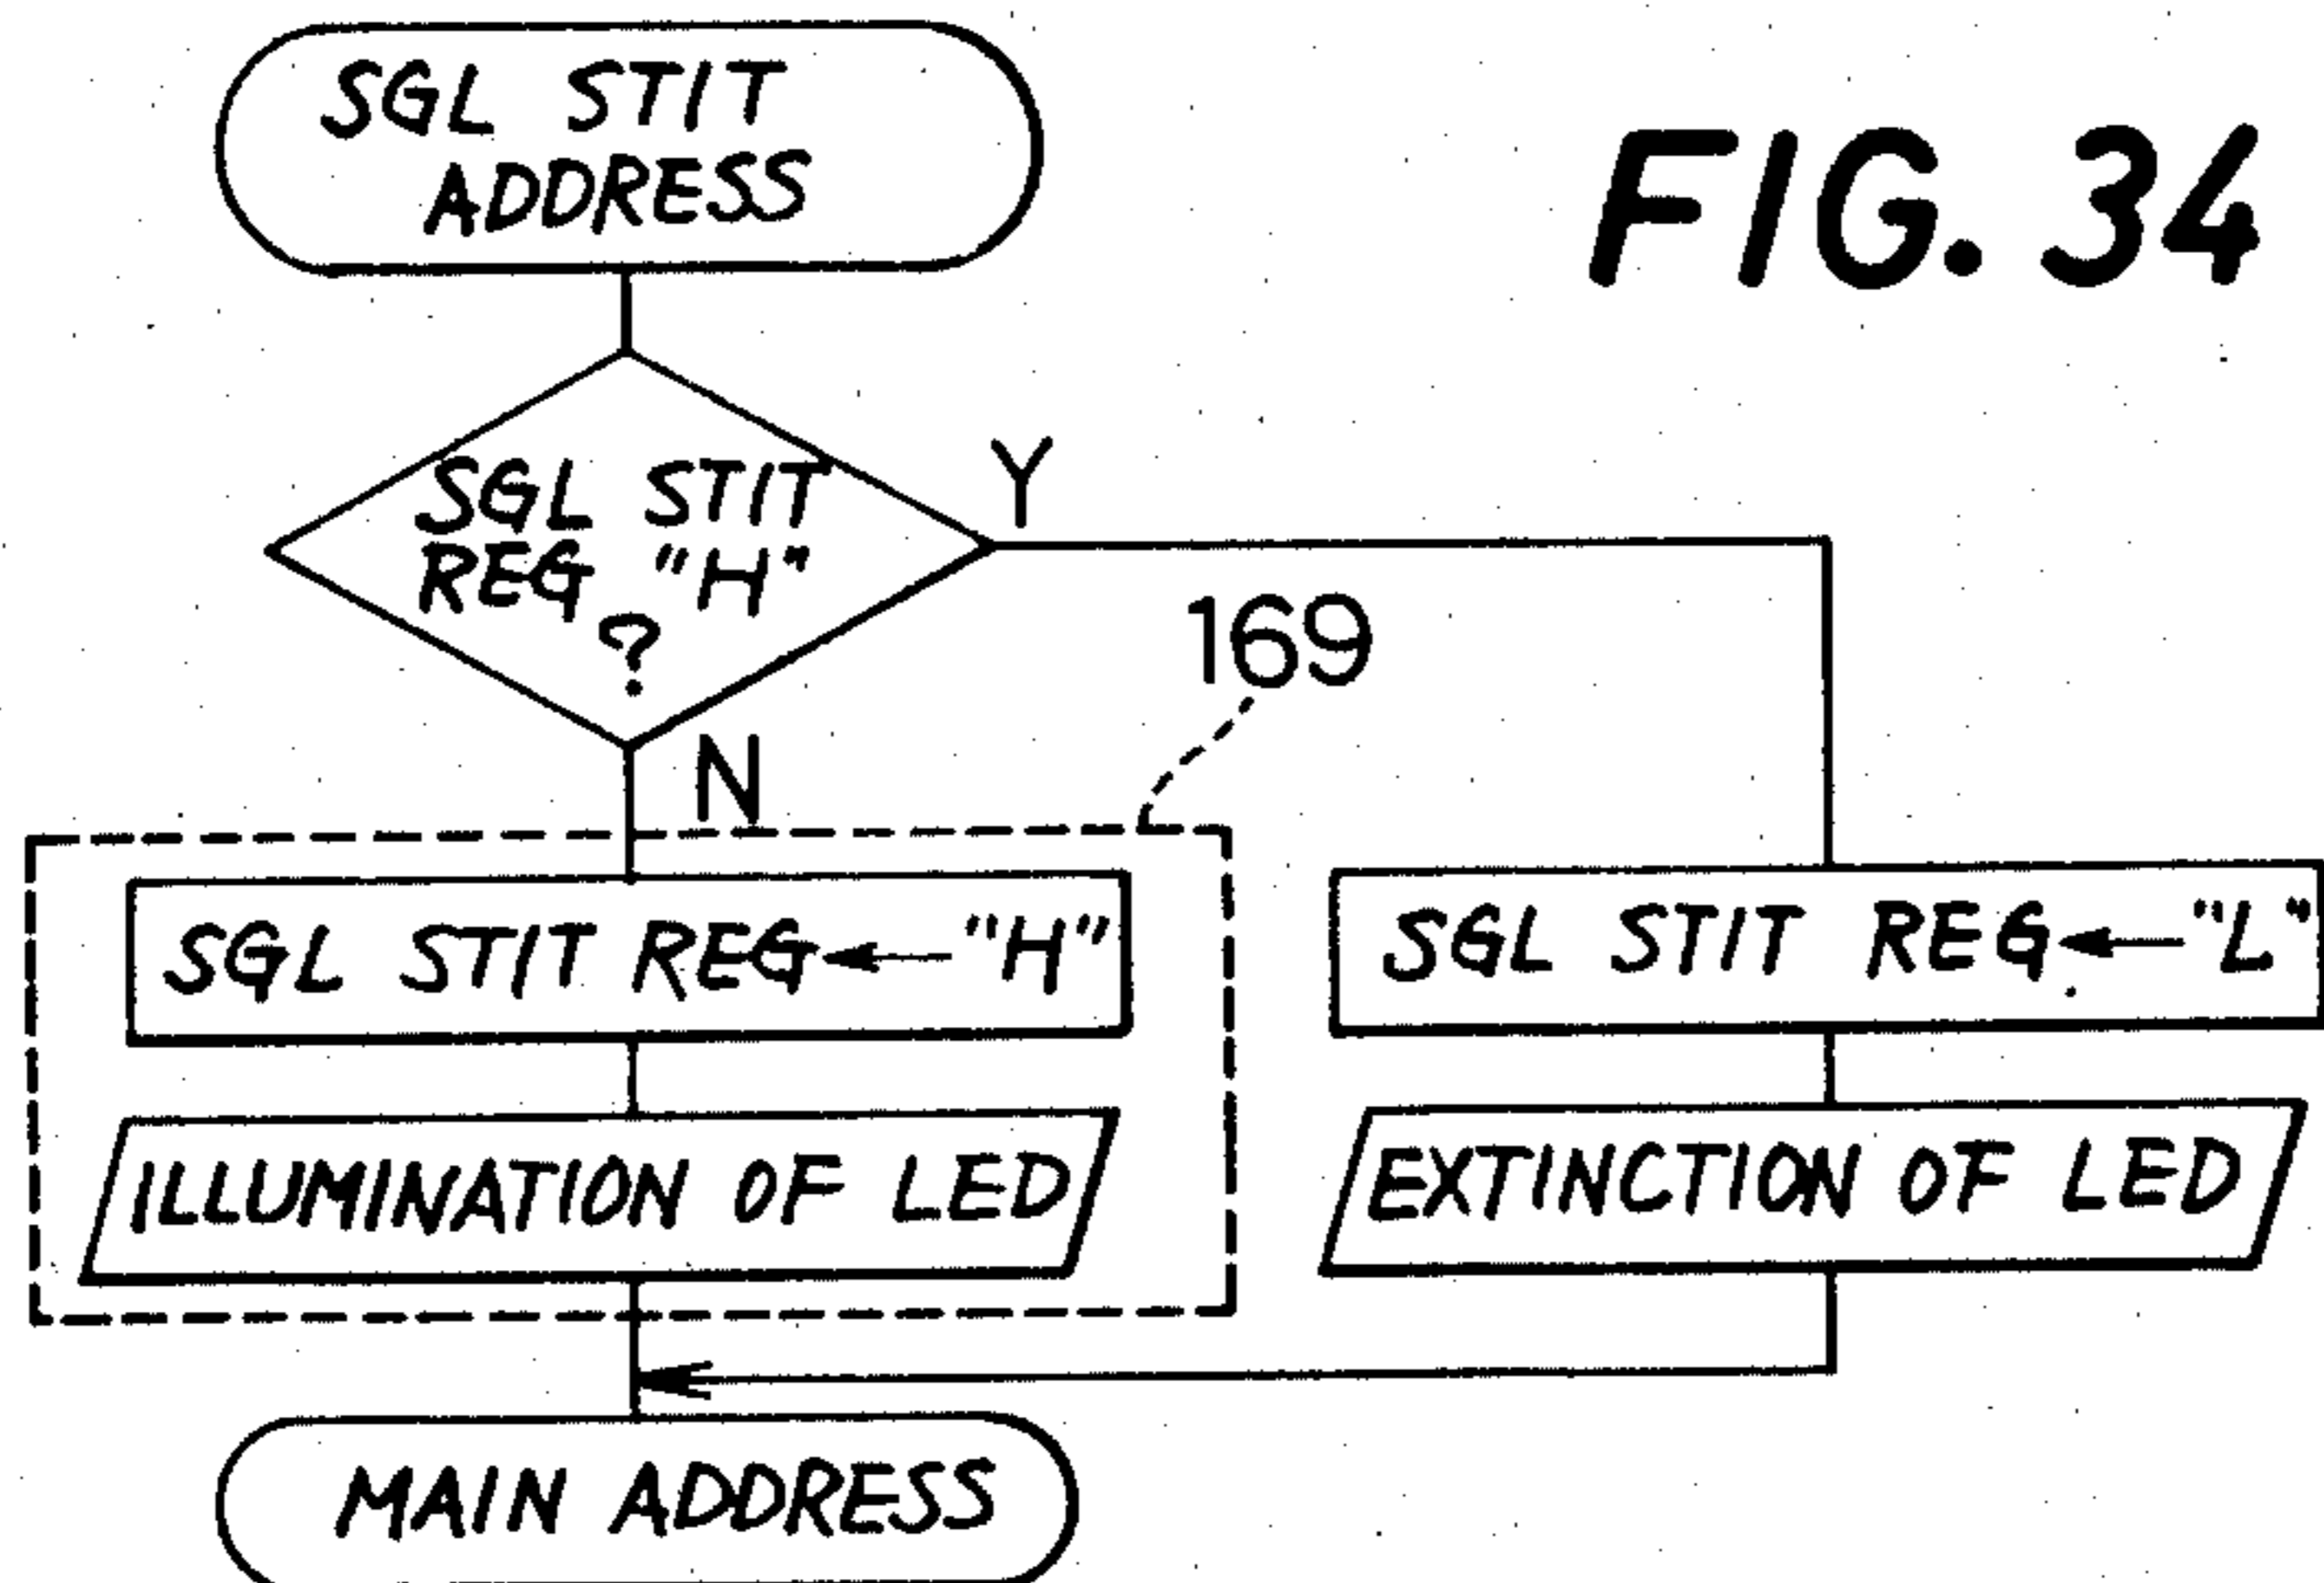 SGL STIT
ADDRESS
FIG. 34
SGL STIT
REG "H"
?
Y
169
N
SGL STIT REG ← "H"
SGL STIT REG ← "L"
ILLUMINATION OF LED
EXTINCTION OF LED
MAIN ADDRESS